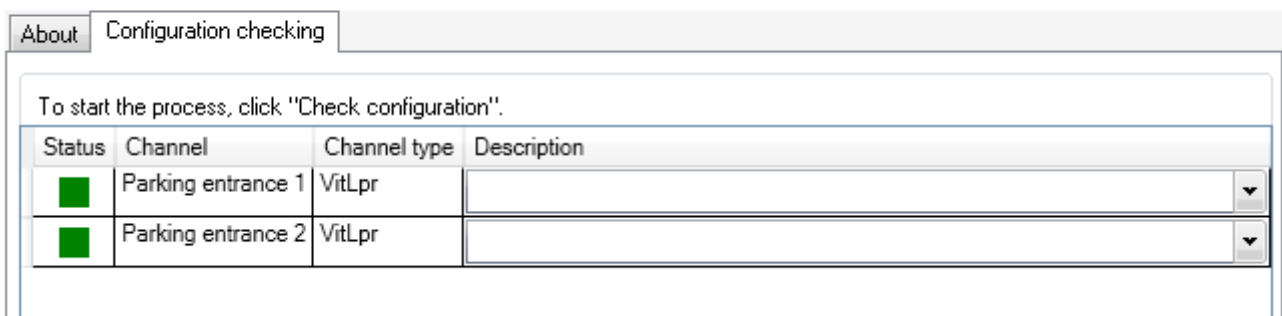 About Configuration checking
To start the process, click "Check configuration".
Status Channel Channel type Description
Parking entrance 1 VitLpr
Parking entrance 2 VitLpr